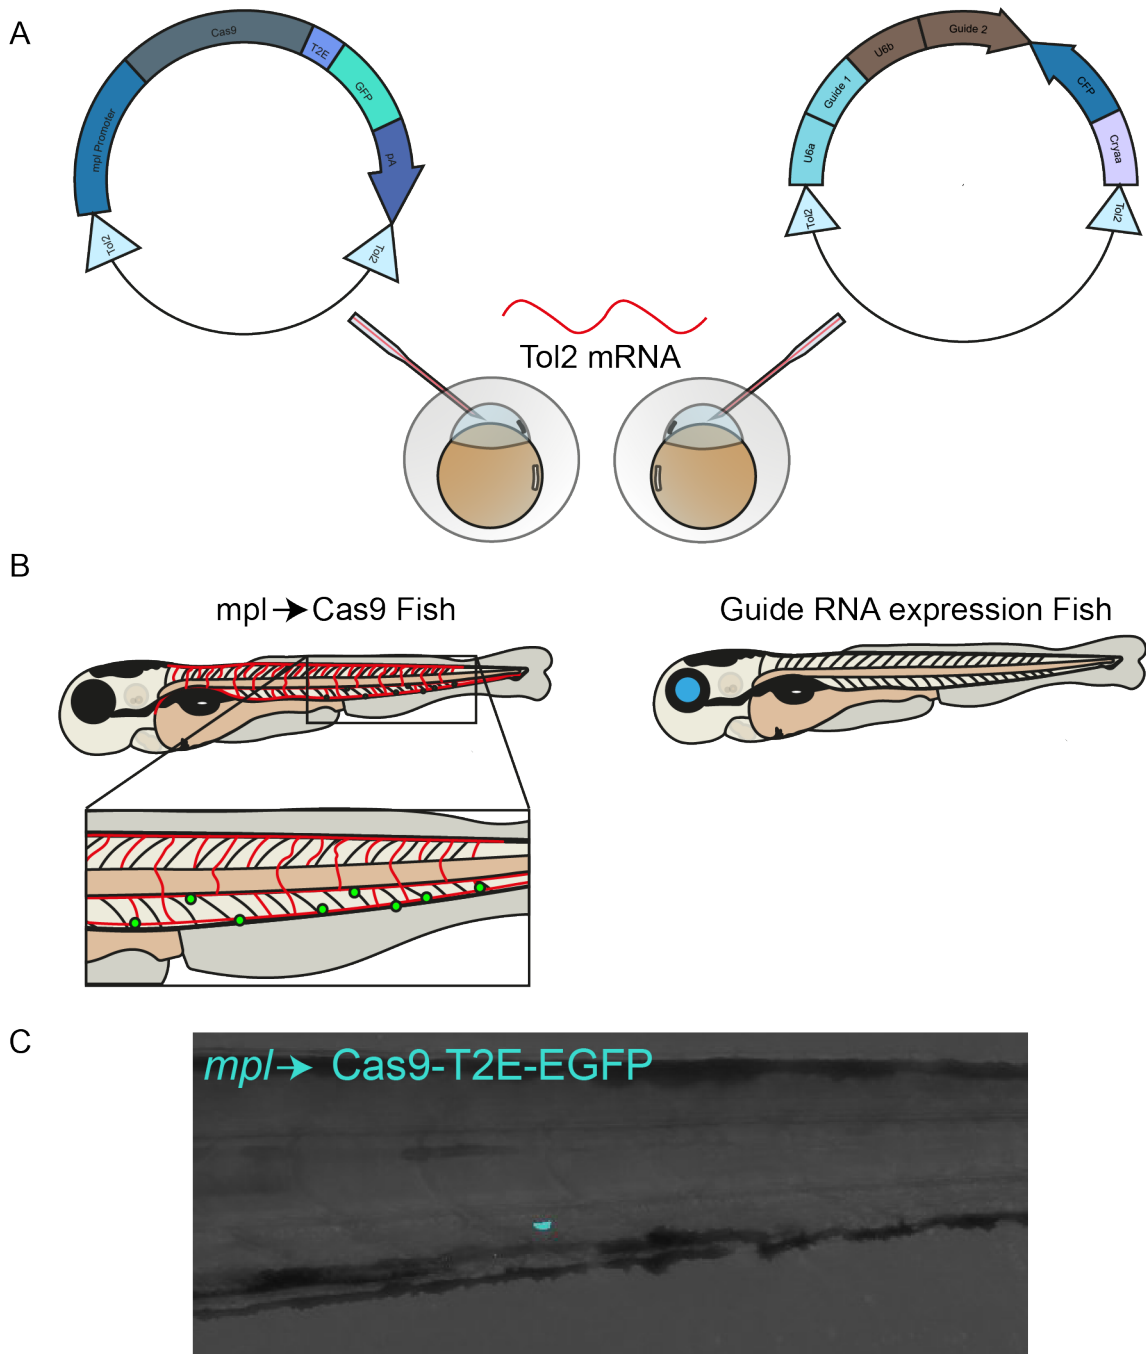 A
mpl Promoter
Cas9
T2E
GFP
pA
Tol2
Tol2
U6a
Guide 1
U6b
Guide 2
CFP
Cryaa
Tol2
Tol2
Tol2 mRNA
B
mpl → Cas9 Fish
Guide RNA expression Fish
C
mpl → Cas9-T2E-EGFP